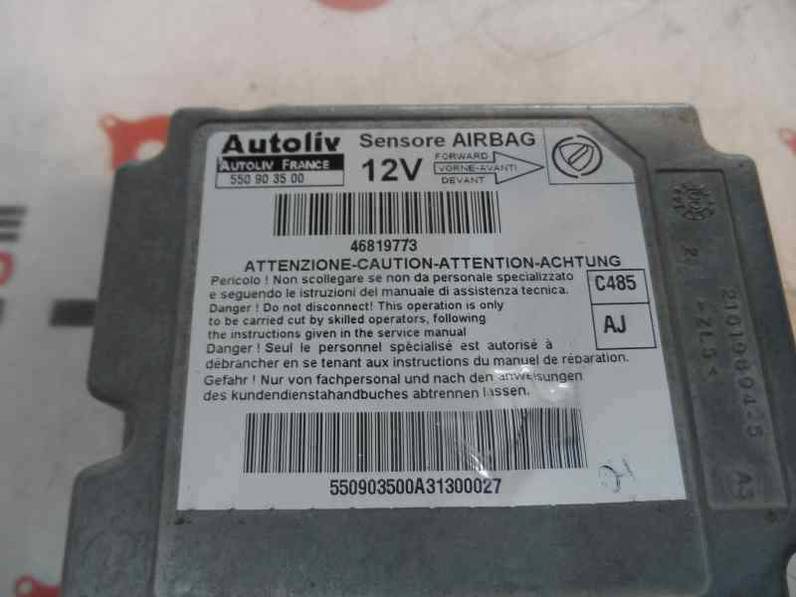 Autoliv
Sensore AIRBAG
AUTOLIV FRANCE
550 90 35 00
12V
FORWARD
VORNE-AVANTI
DEVANT
46819773
ATTENZIONE-CAUTION-ATTENTION-ACHTUNG
Pericolo ! Non scollegare se non da personale specializzato
e seguendo le istruzioni del manuale di assistenza tecnica.
Danger ! Do not disconnect! This operation is only
to be carried cut by skilled operators, following
the instructions given in the service manual
Danger ! Seul le personnel spécialisé est autorisé à
débrancher en se tenant aux instructions du manuel de réparation.
Gefahr ! Nur von fachpersonal und nach den anweisungen
des kundendienstahandbuches abtrennen lassen.
C485
AJ
550903500A31300027
2
>ZL5<
A3